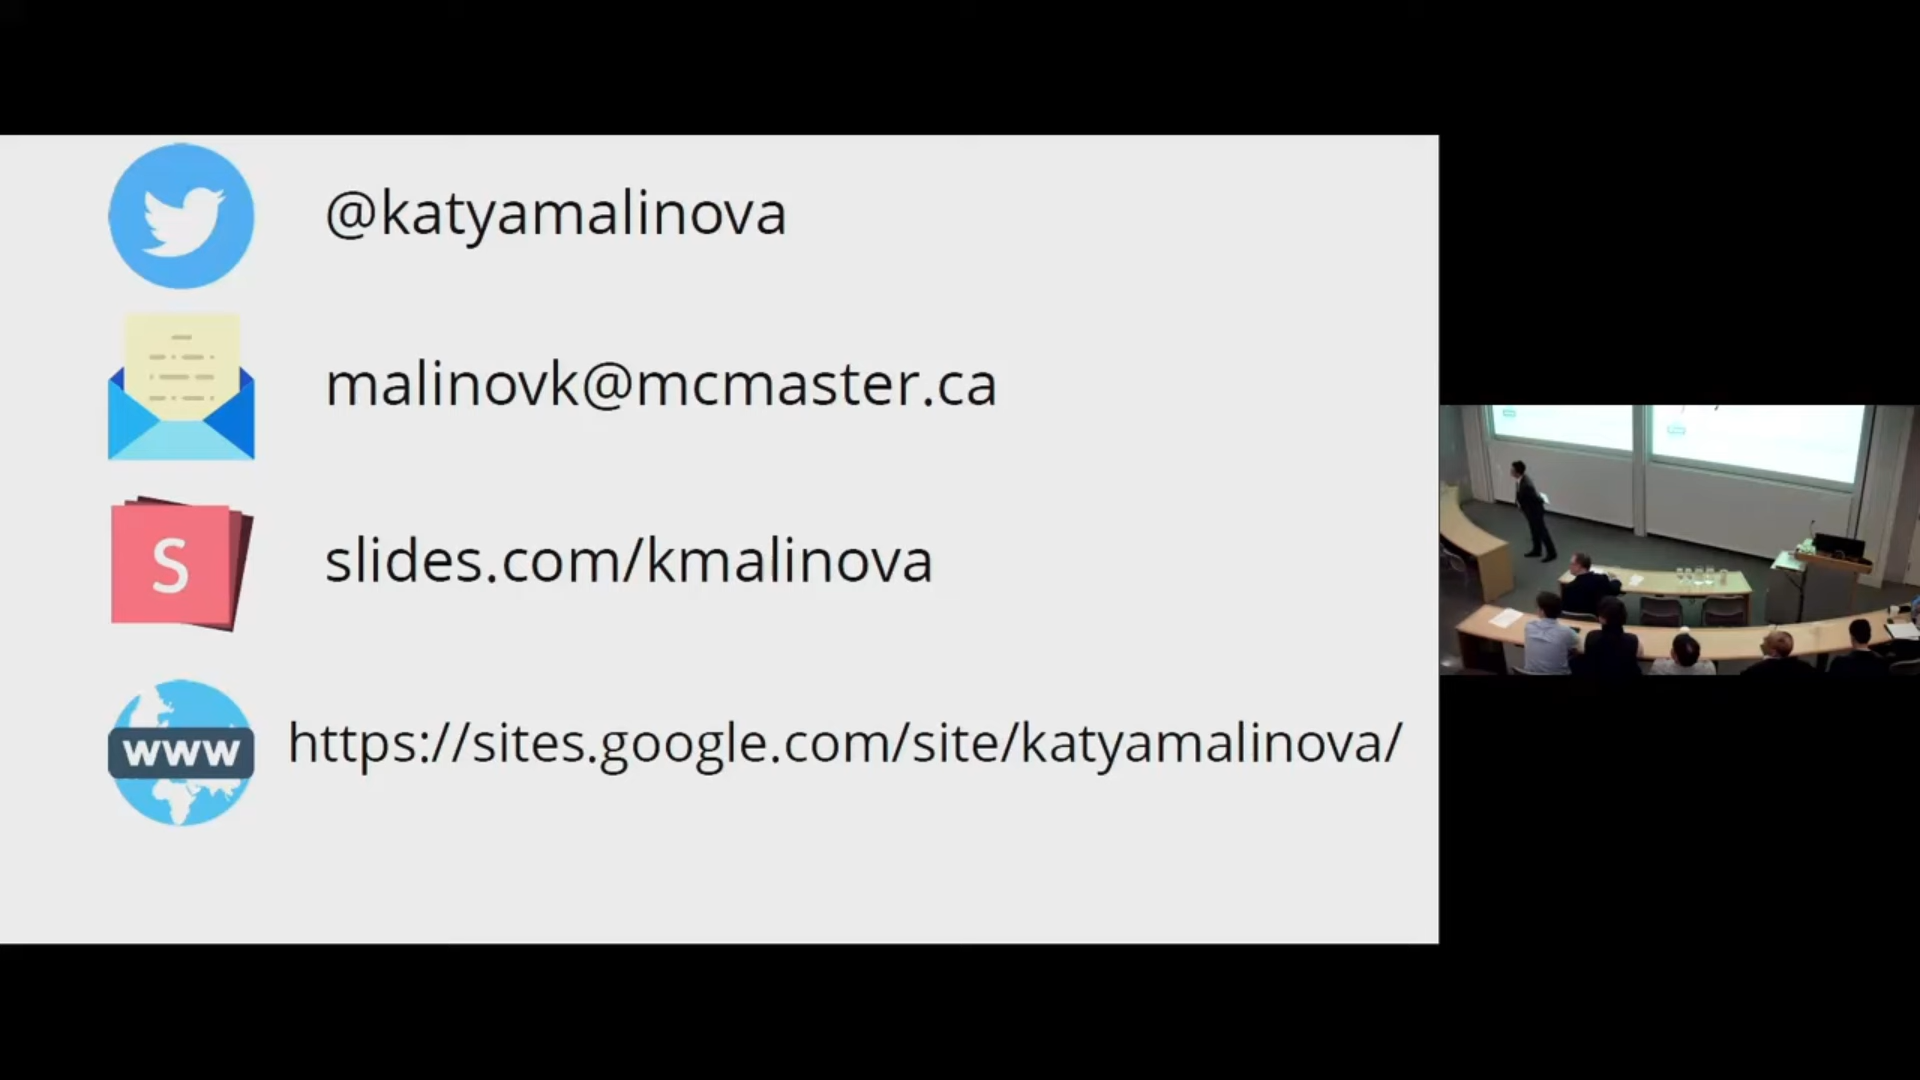 @katyamalinova
malinovk@mcmaster.ca
S
slides.com/kmalinova
www
https://sites.google.com/site/katyamalinova/